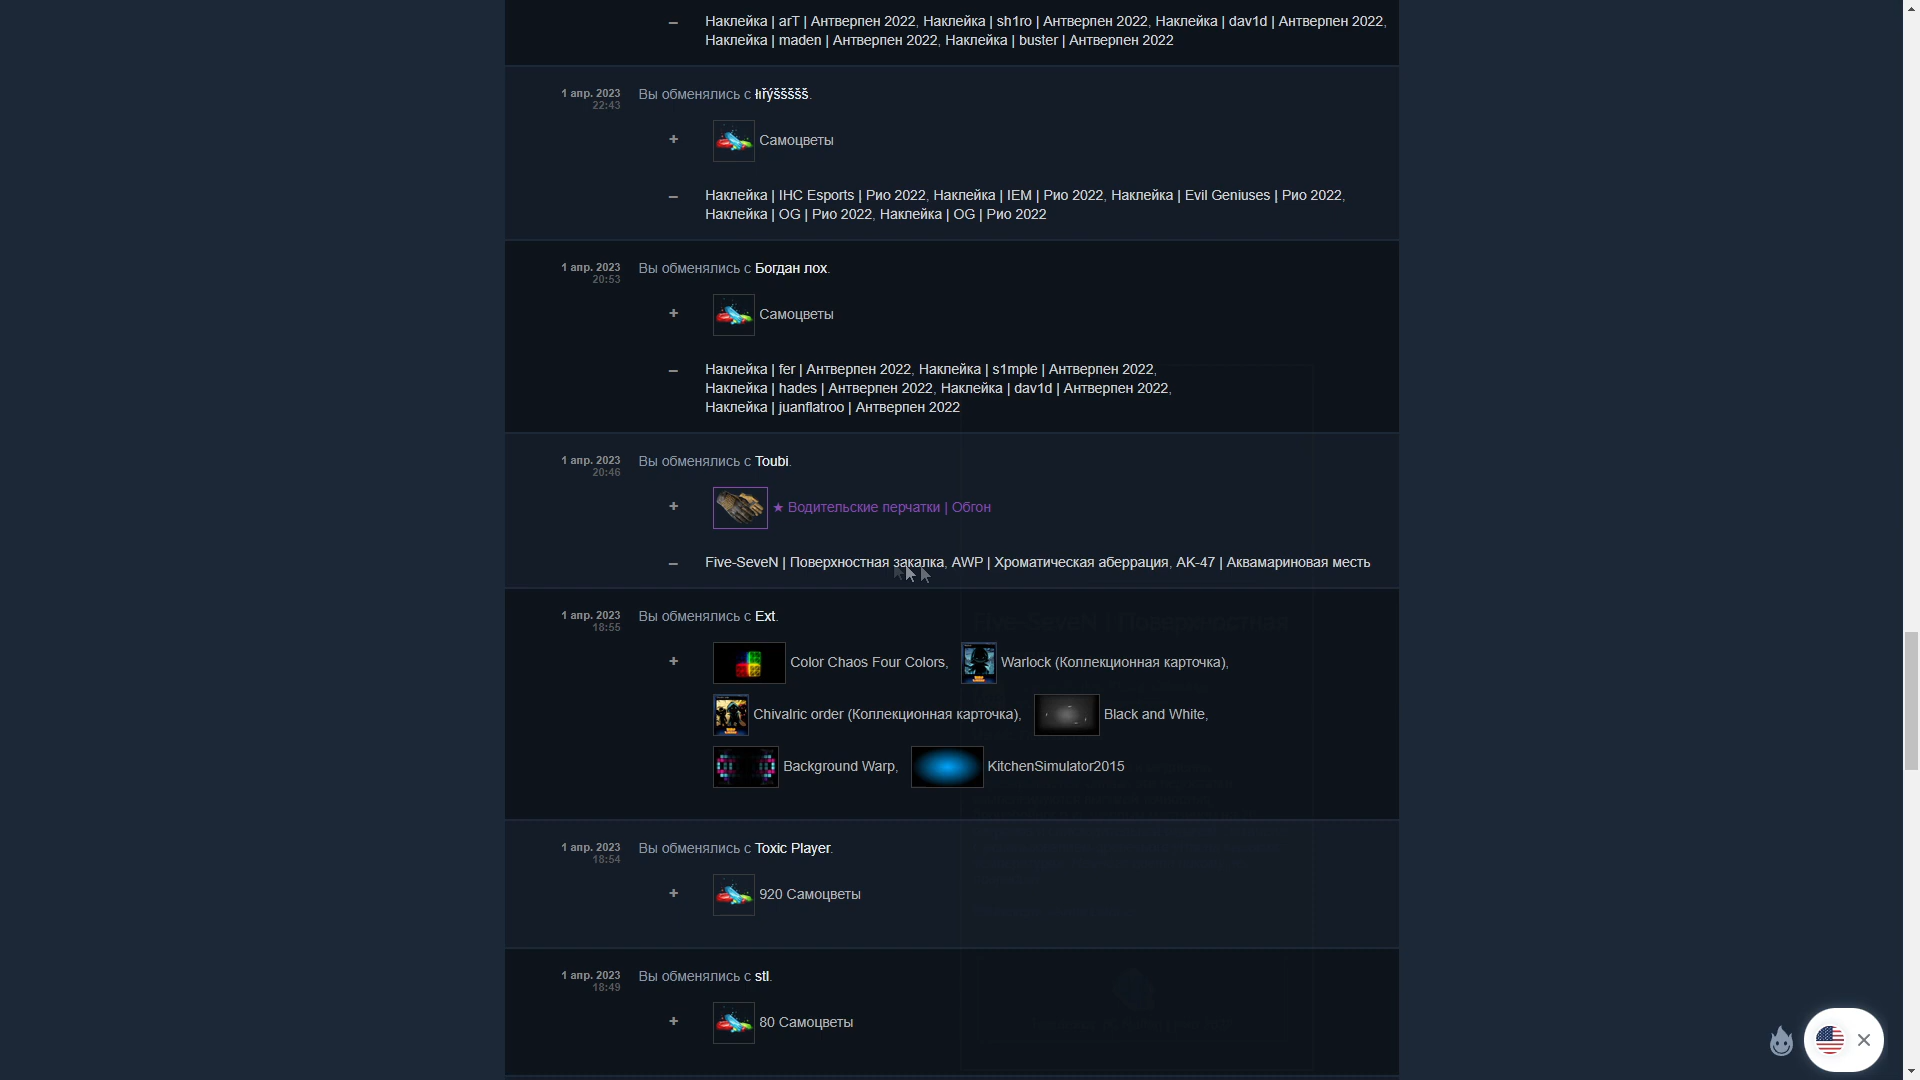 – Наклейка | arT | Антверпен 2022, Наклейка | sh1ro | Антверпен 2022, Наклейка | dav1d | Антверпен 2022,
Наклейка | maden | Антверпен 2022, Наклейка | buster | Антверпен 2022
1 апр. 2023 Вы обменялись с łıřýššššš.
22:43
+ Самоцветы
– Наклейка | IHC Esports | Рио 2022, Наклейка | IEM | Рио 2022, Наклейка | Evil Geniuses | Рио 2022,
Наклейка | OG | Рио 2022, Наклейка | OG | Рио 2022
1 апр. 2023 Вы обменялись с Богдан лох.
20:53
+ Самоцветы
– Наклейка | fer | Антверпен 2022, Наклейка | s1mple | Антверпен 2022,
Наклейка | hades | Антверпен 2022, Наклейка | dav1d | Антверпен 2022,
Наклейка | juanflatroo | Антверпен 2022
1 апр. 2023 Вы обменялись с Toubi.
20:46
+ ★ Водительские перчатки | Обгон
– Five-SeveN | Поверхностная закалка, AWP | Хроматическая аберрация, AK-47 | Аквамариновая месть
1 апр. 2023 Вы обменялись с Ext.
18:55
Five-SeveN | Поверхностная
+ Color Chaos Four Colors, Warlock (Коллекционная карточка),
Chivalric order (Коллекционная карточка), Black and White,
Background Warp, KitchenSimulator2015
1 апр. 2023 Вы обменялись с Toxic Player.
18:54
+ 920 Самоцветы
1 апр. 2023 Вы обменялись с stl.
18:49
+ 80 Самоцветы